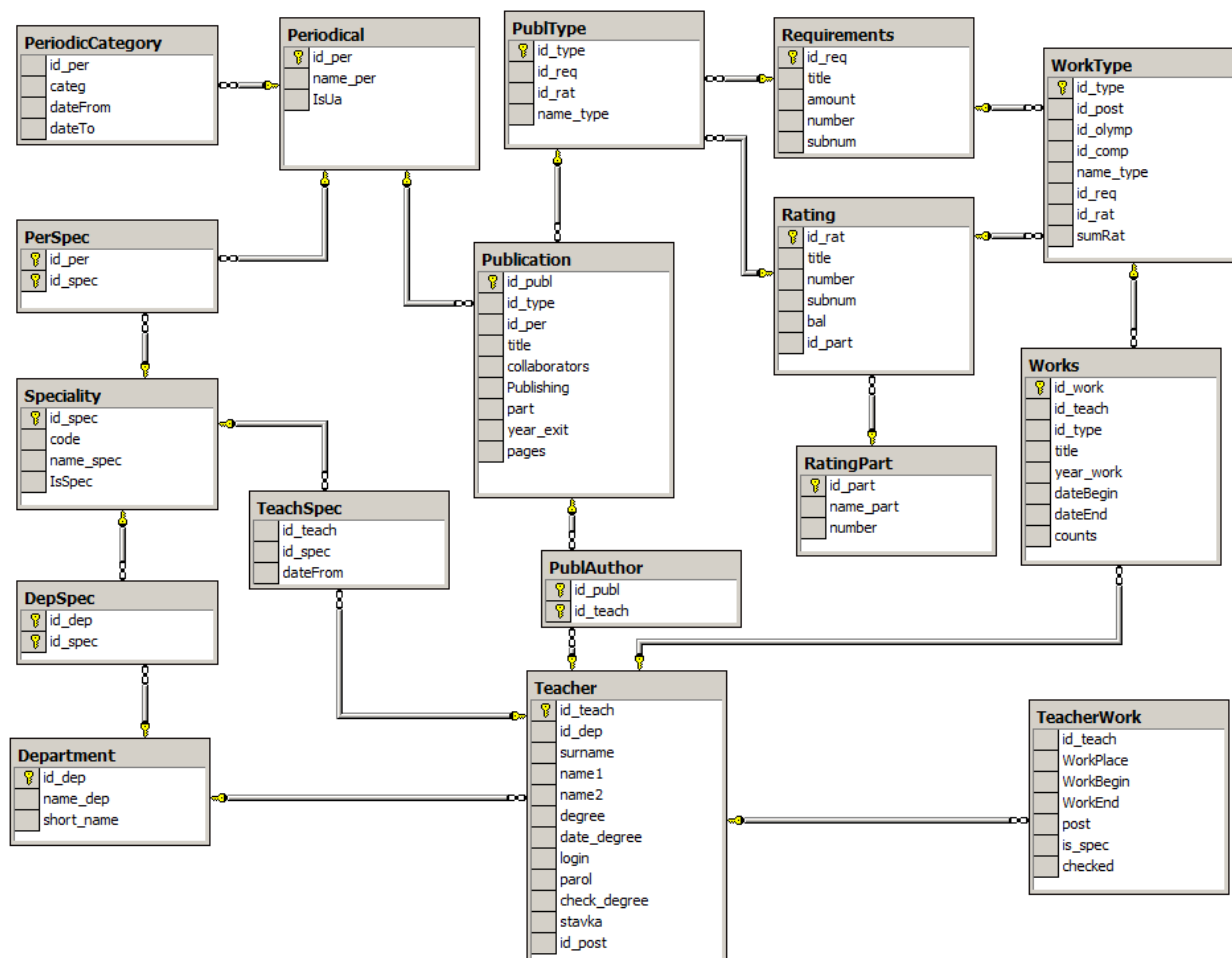 PeriodicCategory
id_per
categ
dateFrom
dateTo
Periodical
id_per
name_per
IsUa
PublType
id_type
id_req
id_rat
name_type
Requirements
id_req
title
amount
number
subnum
WorkType
id_type
id_post
id_olymp
id_comp
name_type
id_req
id_rat
sumRat
PerSpec
id_per
id_spec
Publication
id_publ
id_type
id_per
title
collaborators
Publishing
part
year_exit
pages
Rating
id_rat
title
number
subnum
bal
id_part
Speciality
id_spec
code
name_spec
IsSpec
TeachSpec
id_teach
id_spec
dateFrom
RatingPart
id_part
name_part
number
Works
id_work
id_teach
id_type
title
year_work
dateBegin
dateEnd
counts
DepSpec
id_dep
id_spec
PublAuthor
id_publ
id_teach
Department
id_dep
name_dep
short_name
Teacher
id_teach
id_dep
surname
name1
name2
degree
date_degree
login
parol
check_degree
stavka
id_post
TeacherWork
id_teach
WorkPlace
WorkBegin
WorkEnd
post
is_spec
checked